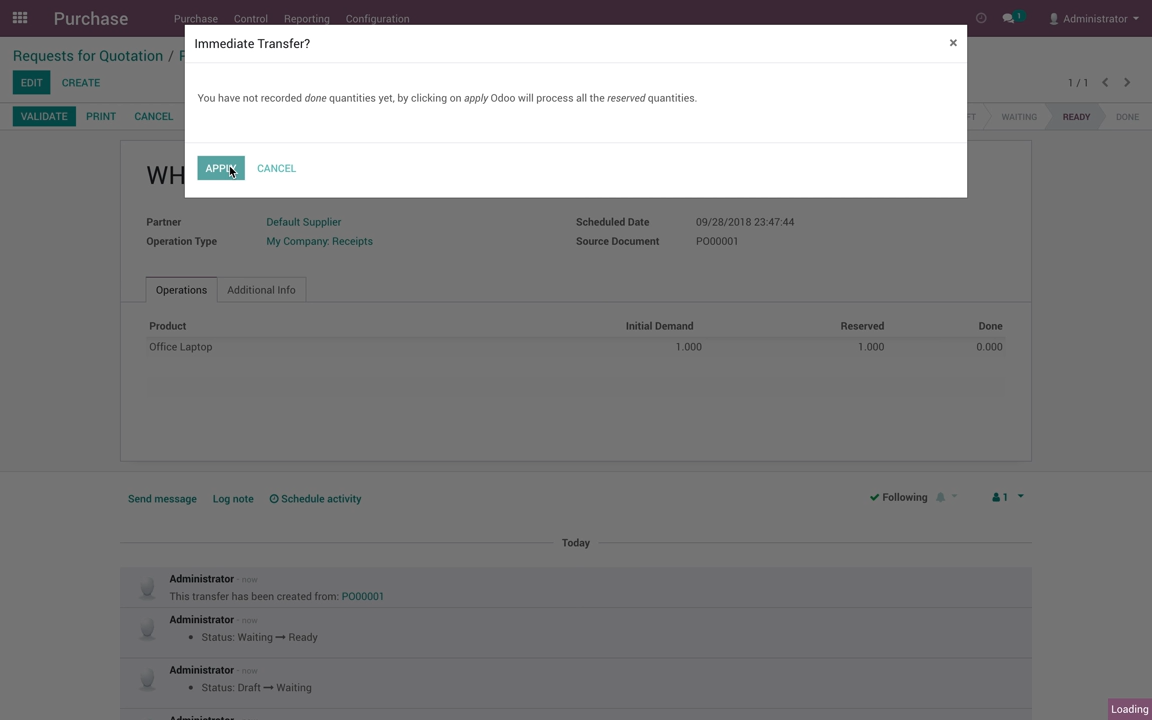 Purchase
Purchase Control Reporting Configuration
1 Administrator
Immediate Transfer? ×
Requests for Quotation /
You have not recorded done quantities yet, by clicking on apply Odoo will process all the reserved quantities.
EDIT CREATE
1 / 1
VALIDATE PRINT CANCEL
WAITING READY DONE
APPLY CANCEL
WH
Partner Default Supplier
Scheduled Date 09/28/2018 23:47:44
Operation Type My Company: Receipts
Source Document PO00001
Operations Additional Info
Product Initial Demand Reserved Done
Office Laptop 1.000 1.000 0.000
Send message Log note Schedule activity
Following 1
Today
Administrator - now
This transfer has been created from: PO00001
Administrator - now
• Status: Waiting ➞ Ready
Administrator - now
• Status: Draft ➞ Waiting
Loading